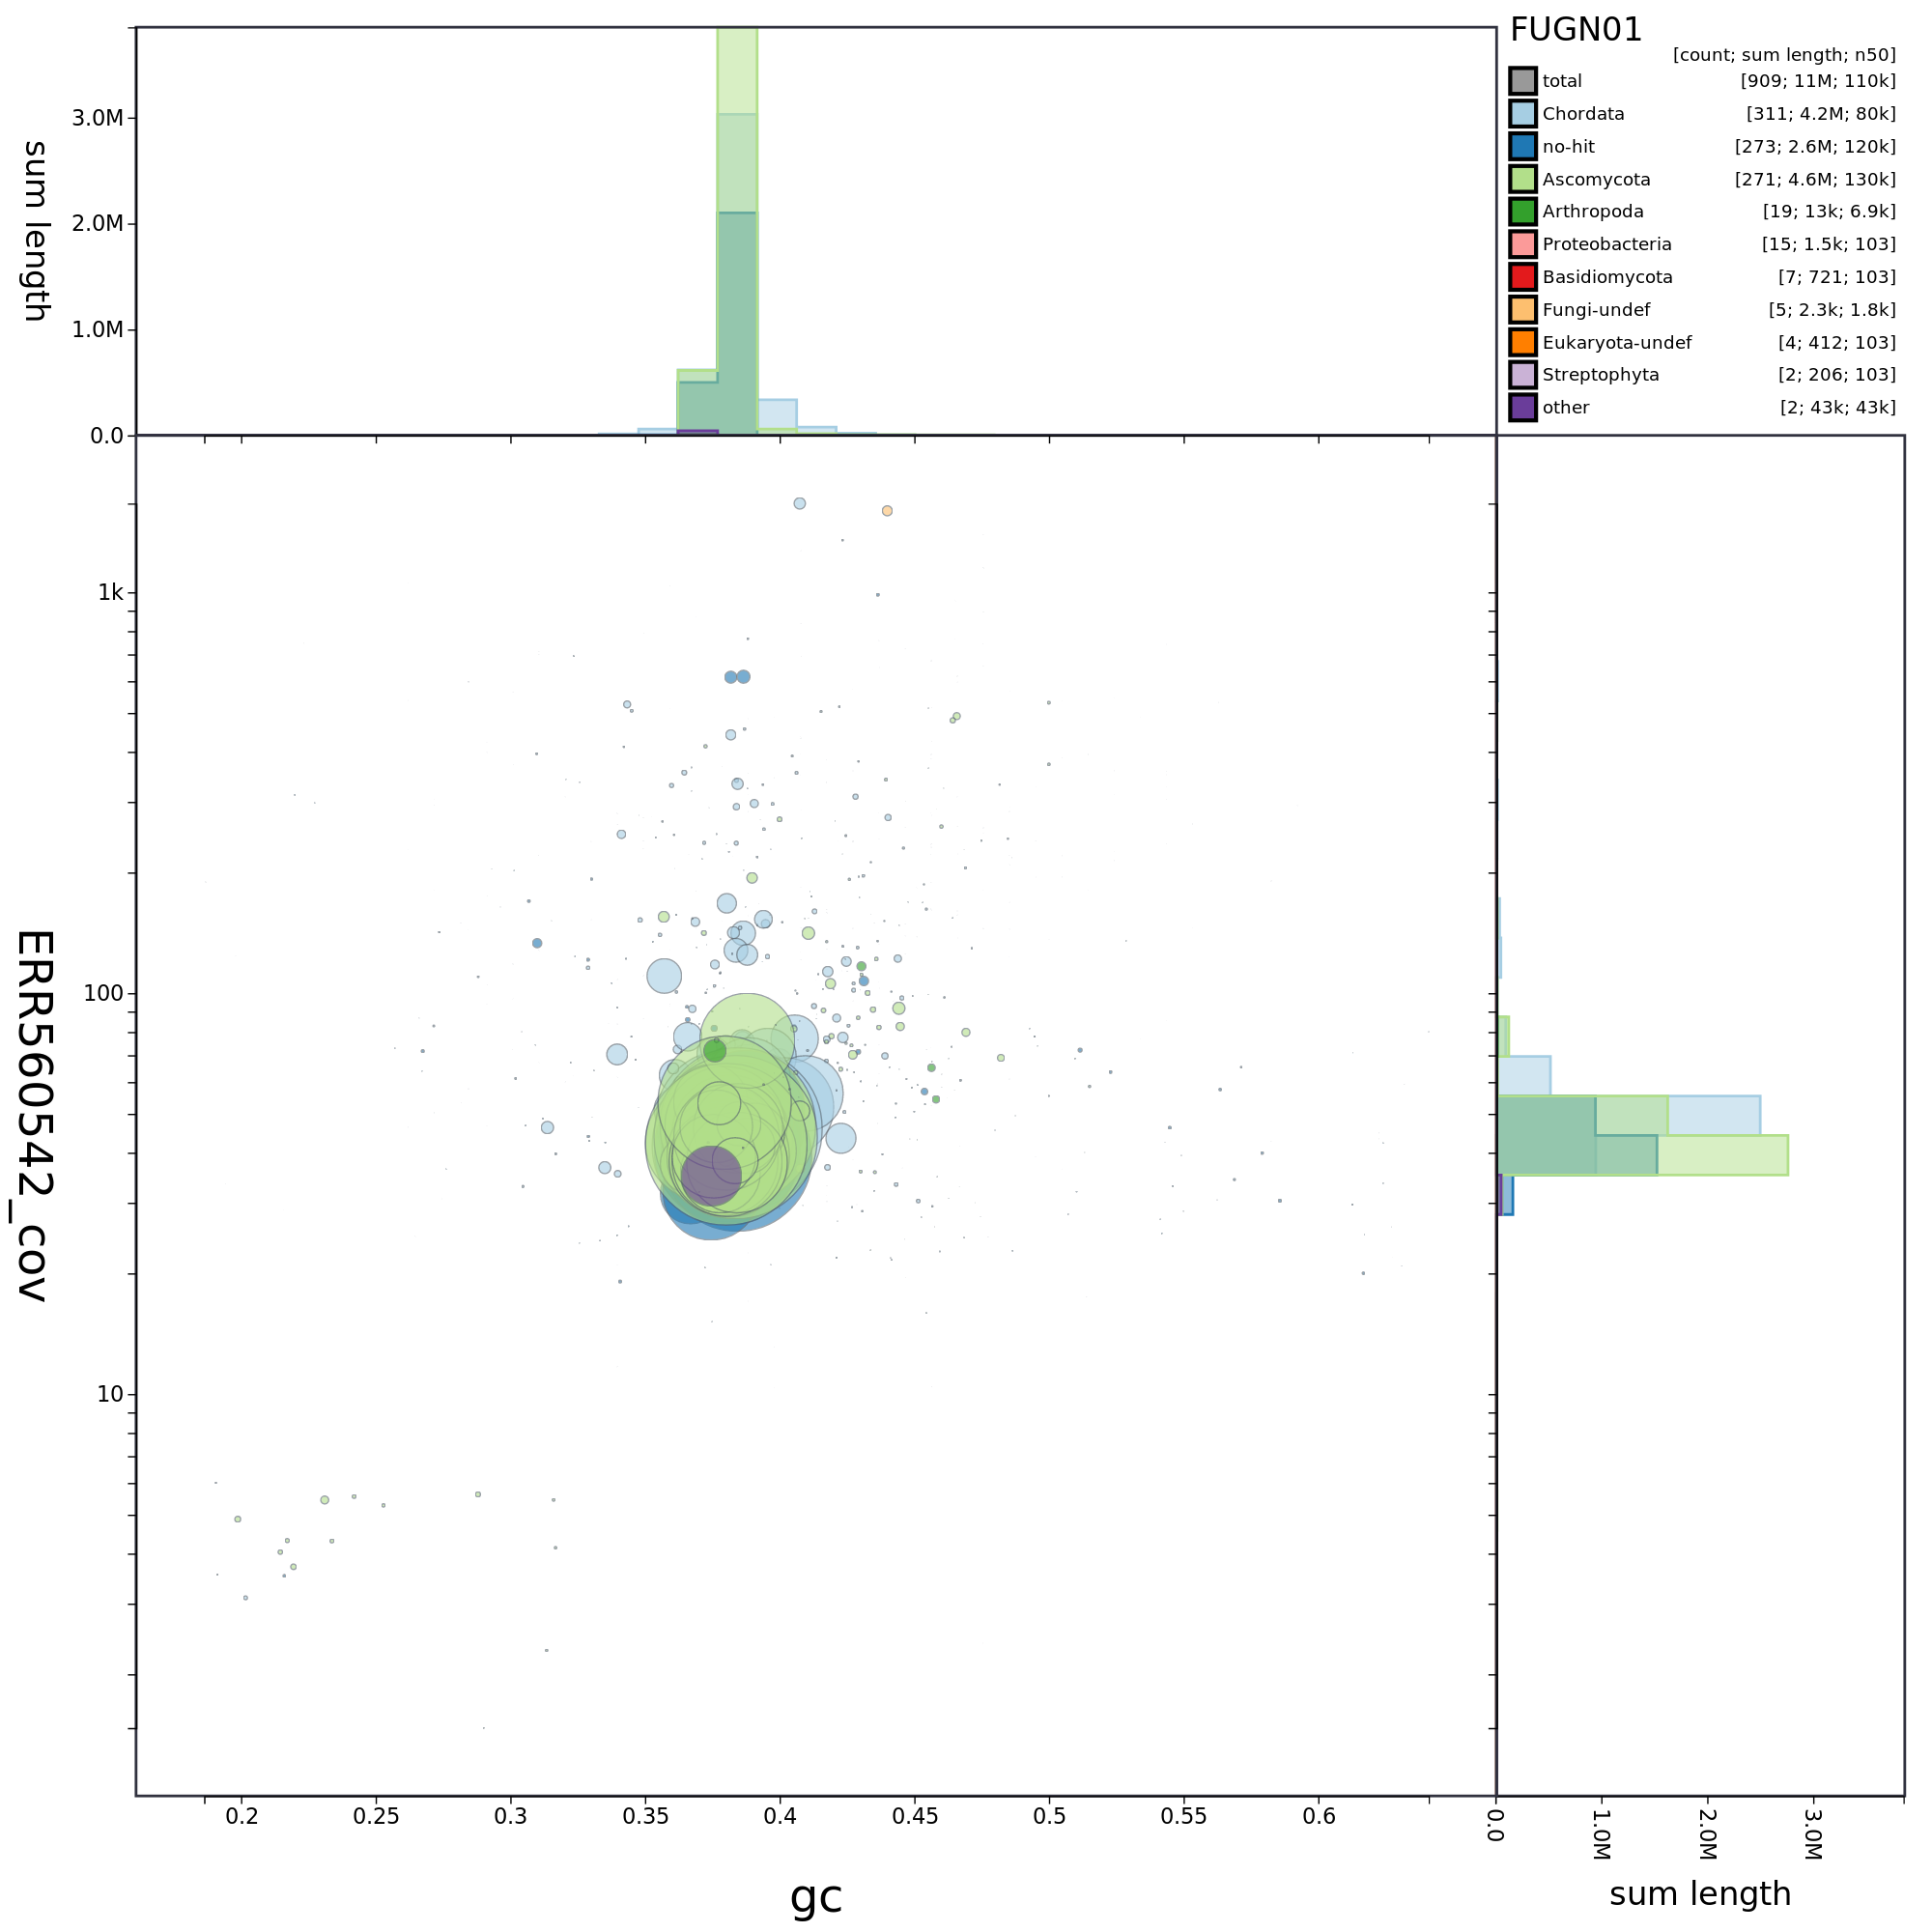 FUGN01
[count; sum length; n50]
total [909; 11M; 110k]
Chordata [311; 4.2M; 80k]
no-hit [273; 2.6M; 120k]
Ascomycota [271; 4.6M; 130k]
Arthropoda [19; 13k; 6.9k]
Proteobacteria [15; 1.5k; 103]
Basidiomycota [7; 721; 103]
Fungi-undef [5; 2.3k; 1.8k]
Eukaryota-undef [4; 412; 103]
Streptophyta [2; 206; 103]
other [2; 43k; 43k]
sum length
3.0M
2.0M
1.0M
0.0
ERR560542_cov
1k
100
10
0.2 0.25 0.3 0.35 0.4 0.45 0.5 0.55 0.6
gc
0.0 1.0M 2.0M 3.0M
sum length